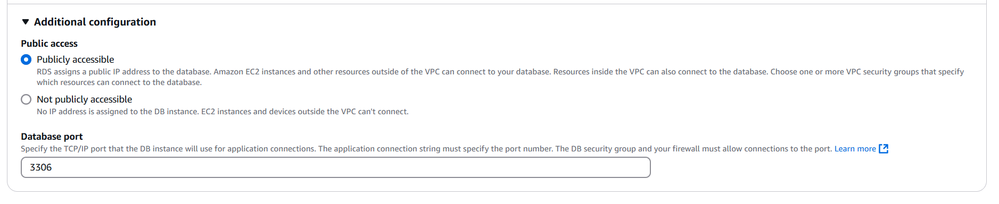 Additional configuration
Public access
Publicly accessible
RDS assigns a public IP address to the database. Amazon EC2 instances and other resources outside of the VPC can connect to your database. Resources inside the VPC can also connect to the database. Choose one or more VPC security groups that specify
which resources can connect to the database.
Not publicly accessible
No IP address is assigned to the DB instance. EC2 instances and devices outside the VPC can't connect.
Database port
Specify the TCP/IP port that the DB instance will use for application connections. The application connection string must specify the port number. The DB security group and your firewall must allow connections to the port. Learn more
3306